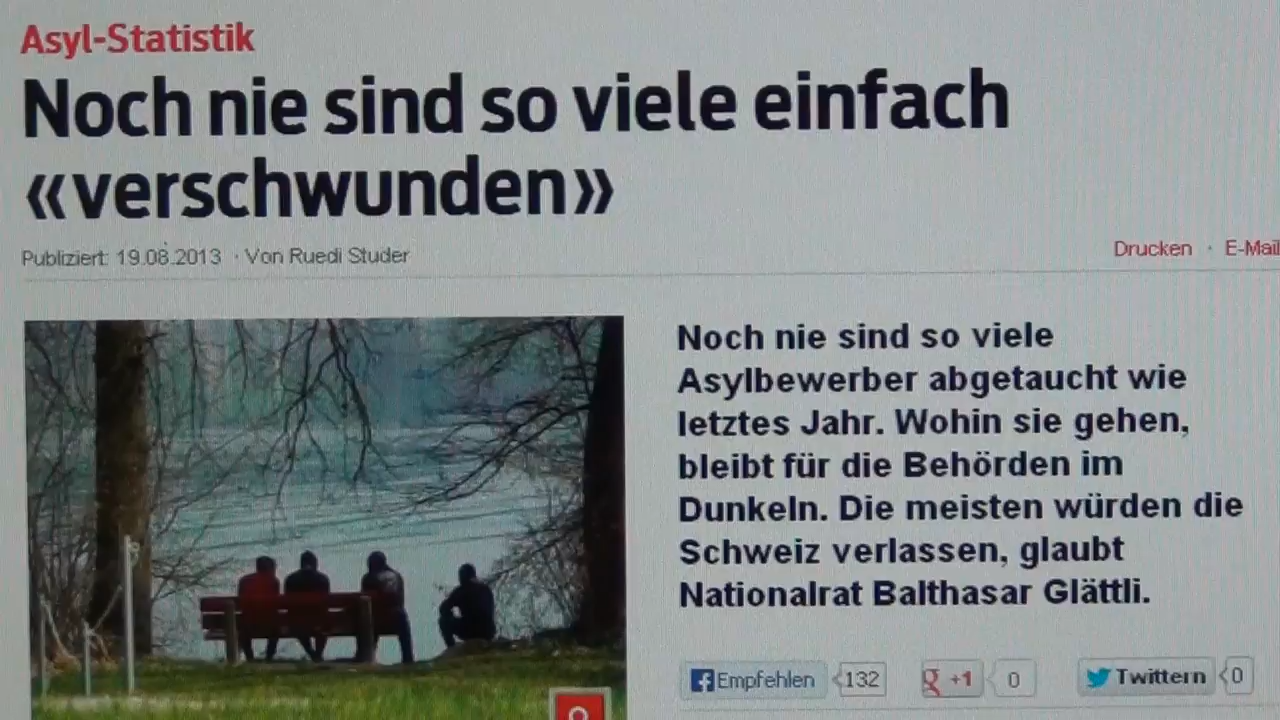 Asyl-Statistik
Noch nie sind so viele einfach
«verschwunden»
Publiziert: 19.08.2013 · Von Ruedi Studer
Drucken · E-Mail
Noch nie sind so viele
Asylbewerber abgetaucht wie
letztes Jahr. Wohin sie gehen,
bleibt für die Behörden im
Dunkeln. Die meisten würden die
Schweiz verlassen, glaubt
Nationalrat Balthasar Glättli.
Empfehlen 132 +1 0 Twittern 0